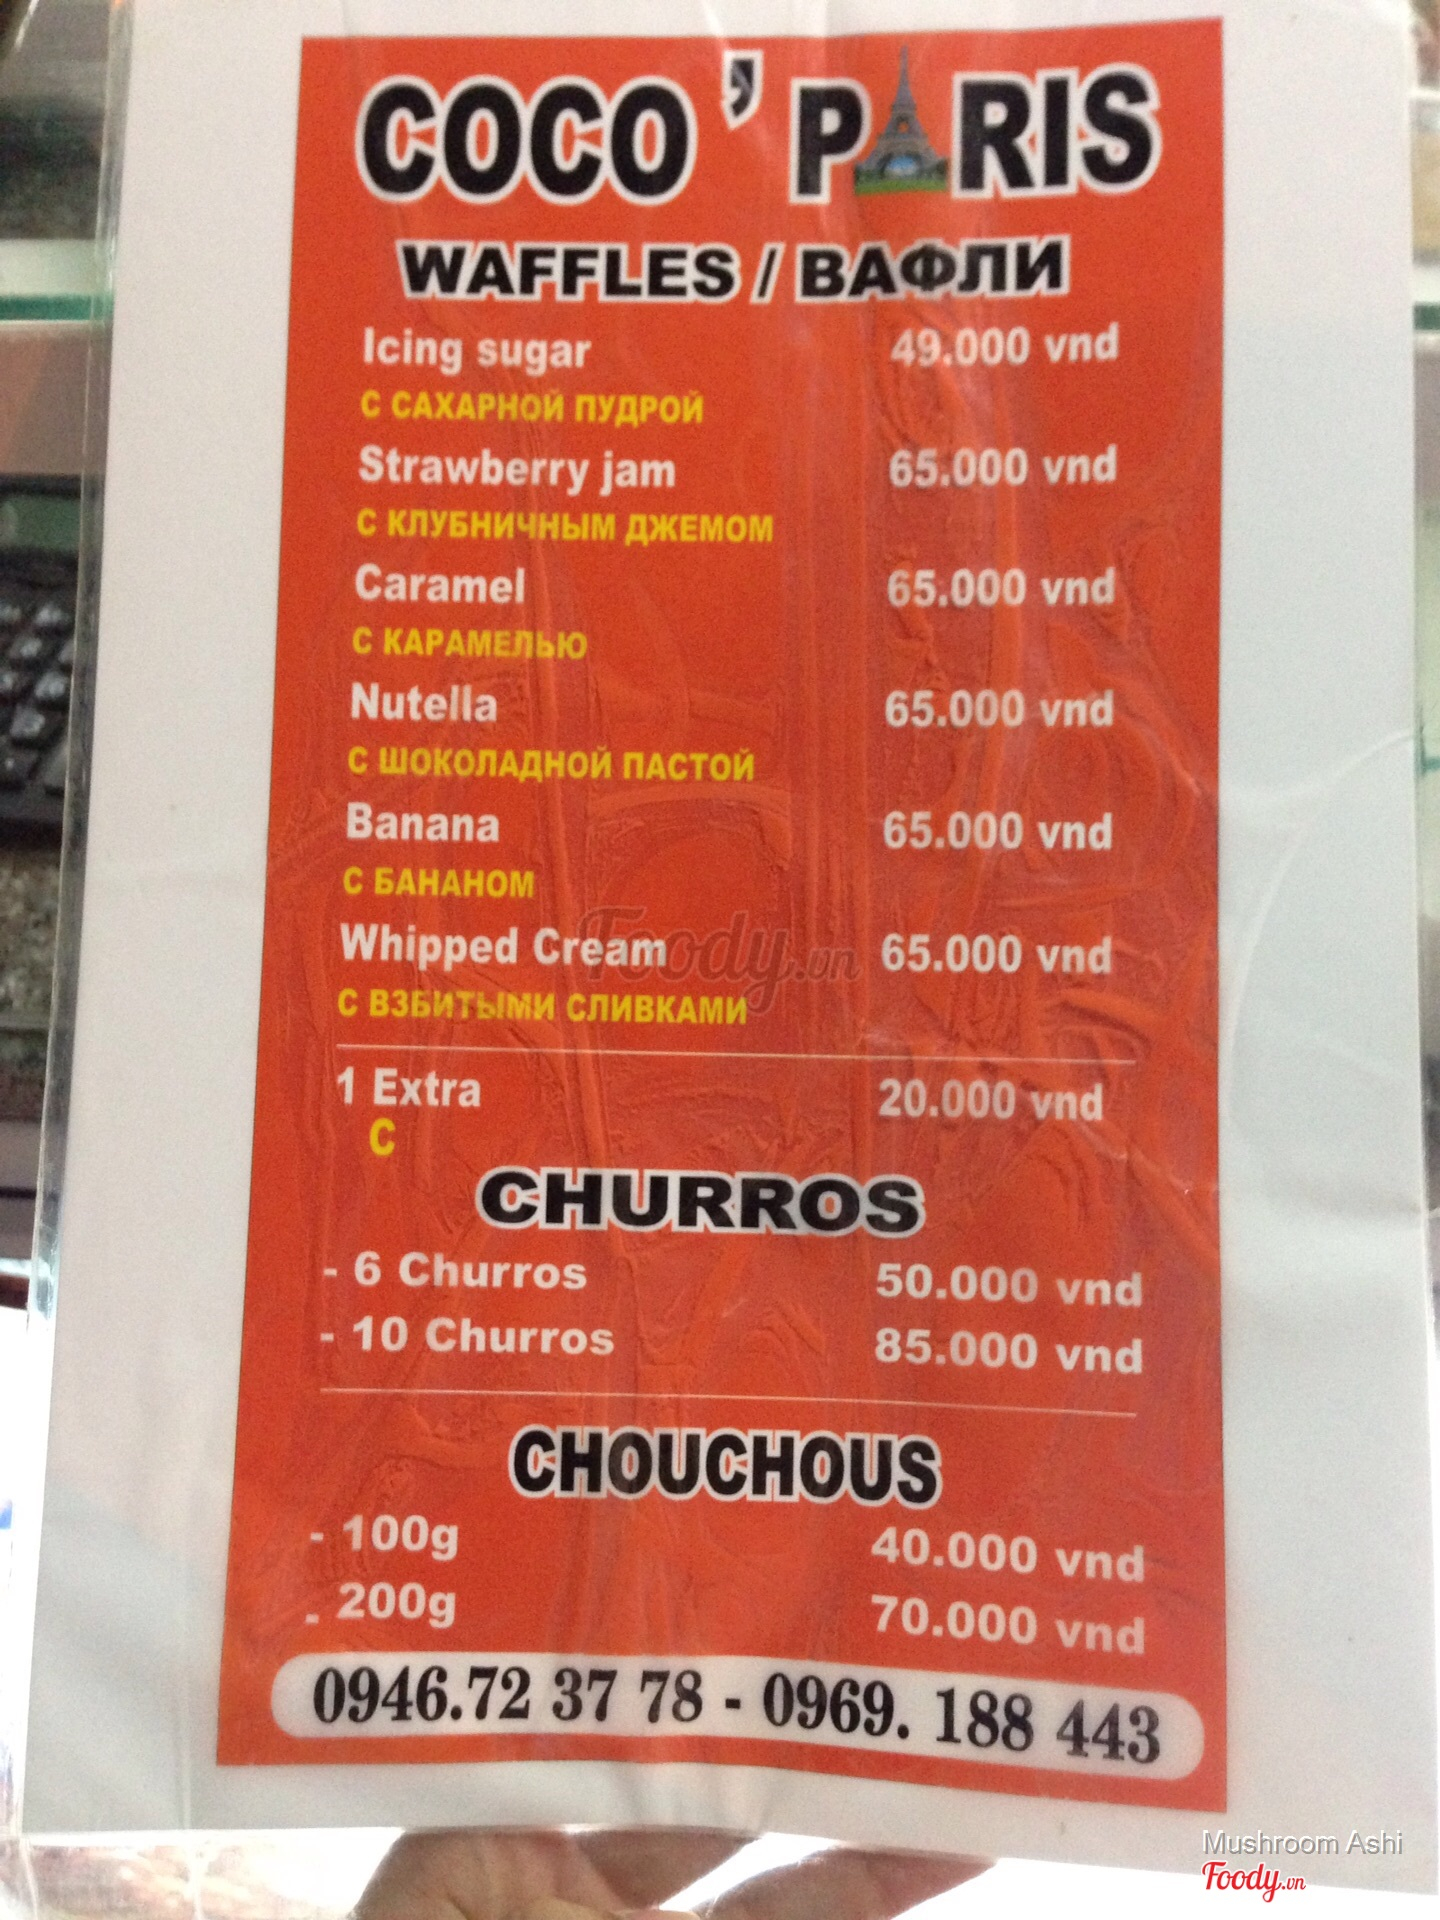 COCO'PARIS
WAFFLES / ВАФЛИ
Icing sugar 49.000 vnd
С САХАРНОЙ ПУДРОЙ
Strawberry jam 65.000 vnd
С КЛУБНИЧНЫМ ДЖЕМОМ
Caramel 65.000 vnd
С КАРАМЕЛЬЮ
Nutella 65.000 vnd
С ШОКОЛАДНОЙ ПАСТОЙ
Banana 65.000 vnd
С БАНАНОМ
Whipped Cream 65.000 vnd
С ВЗБИТЫМИ СЛИВКАМИ
Foody.vn
1 Extra 20.000 vnd
С
CHURROS
- 6 Churros 50.000 vnd
- 10 Churros 85.000 vnd
CHOUCHOUS
- 100g 40.000 vnd
- 200g 70.000 vnd
0946.72 37 78 - 0969. 188 443
Mushroom Ashi
Foody.vn